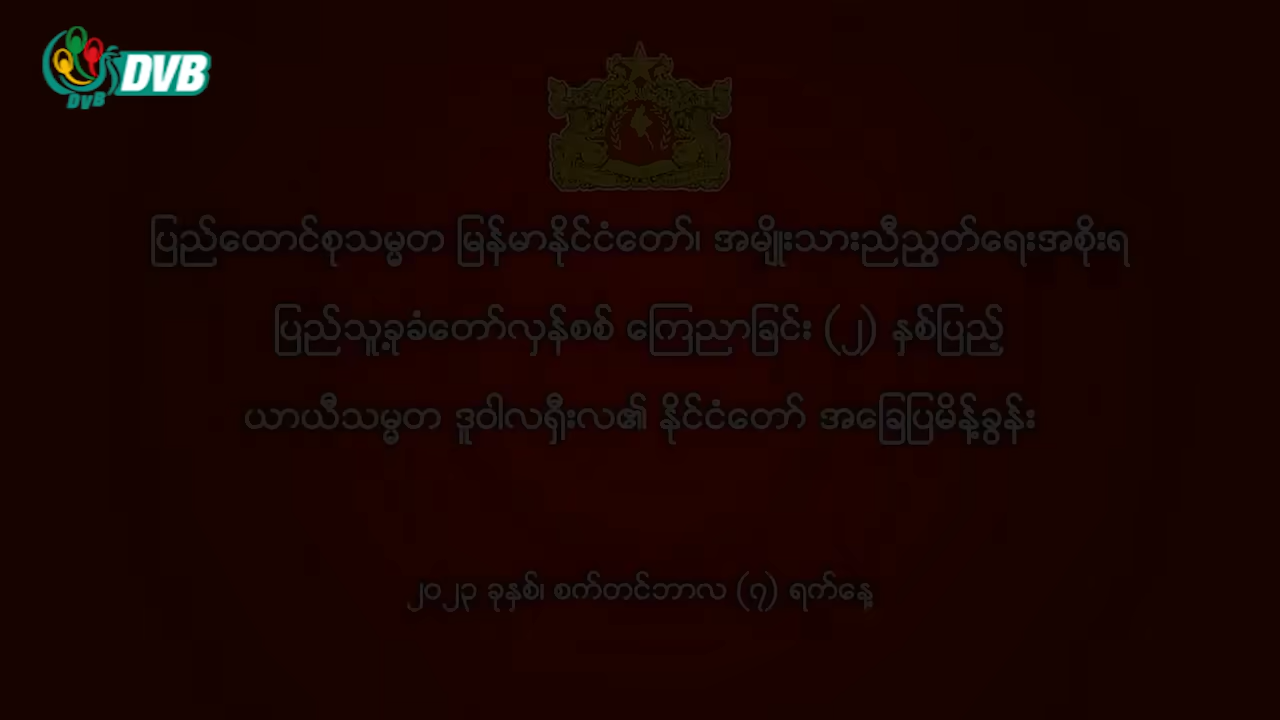 DVB
DVB
ပြည်ထောင်စုသမ္မတ မြန်မာနိုင်ငံတော်၊ အမျိုးသားညီညွတ်ရေးအစိုးရ
ပြည်သူ့ခုခံတော်လှန်စစ် ကြေညာခြင်း (၂) နှစ်ပြည့်
ယာယီသမ္မတ ဒူဝါလရှီးလ၏ နိုင်ငံတော် အခြေပြမိန့်ခွန်း
၂၀၂၃ ခုနှစ်၊ စက်တင်ဘာလ (၇) ရက်နေ့